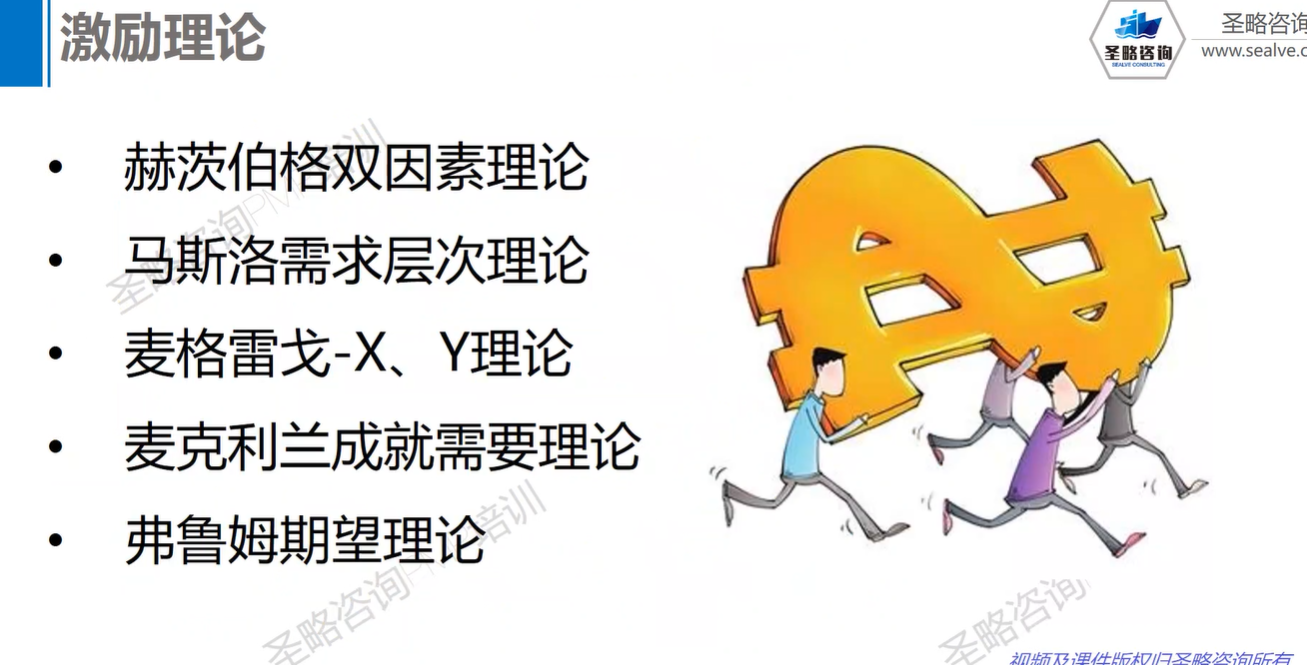 激励理论
圣略咨询
SEALVE CONSULTING
圣略咨询
www.sealve.c
• 赫茨伯格双因素理论
• 马斯洛需求层次理论
• 麦格雷戈-X、Y理论
• 麦克利兰成就需要理论
• 弗鲁姆期望理论
圣略咨询PMP培训
圣略咨询PMP培训
圣略咨询
视频及课件版权归圣略咨询所有